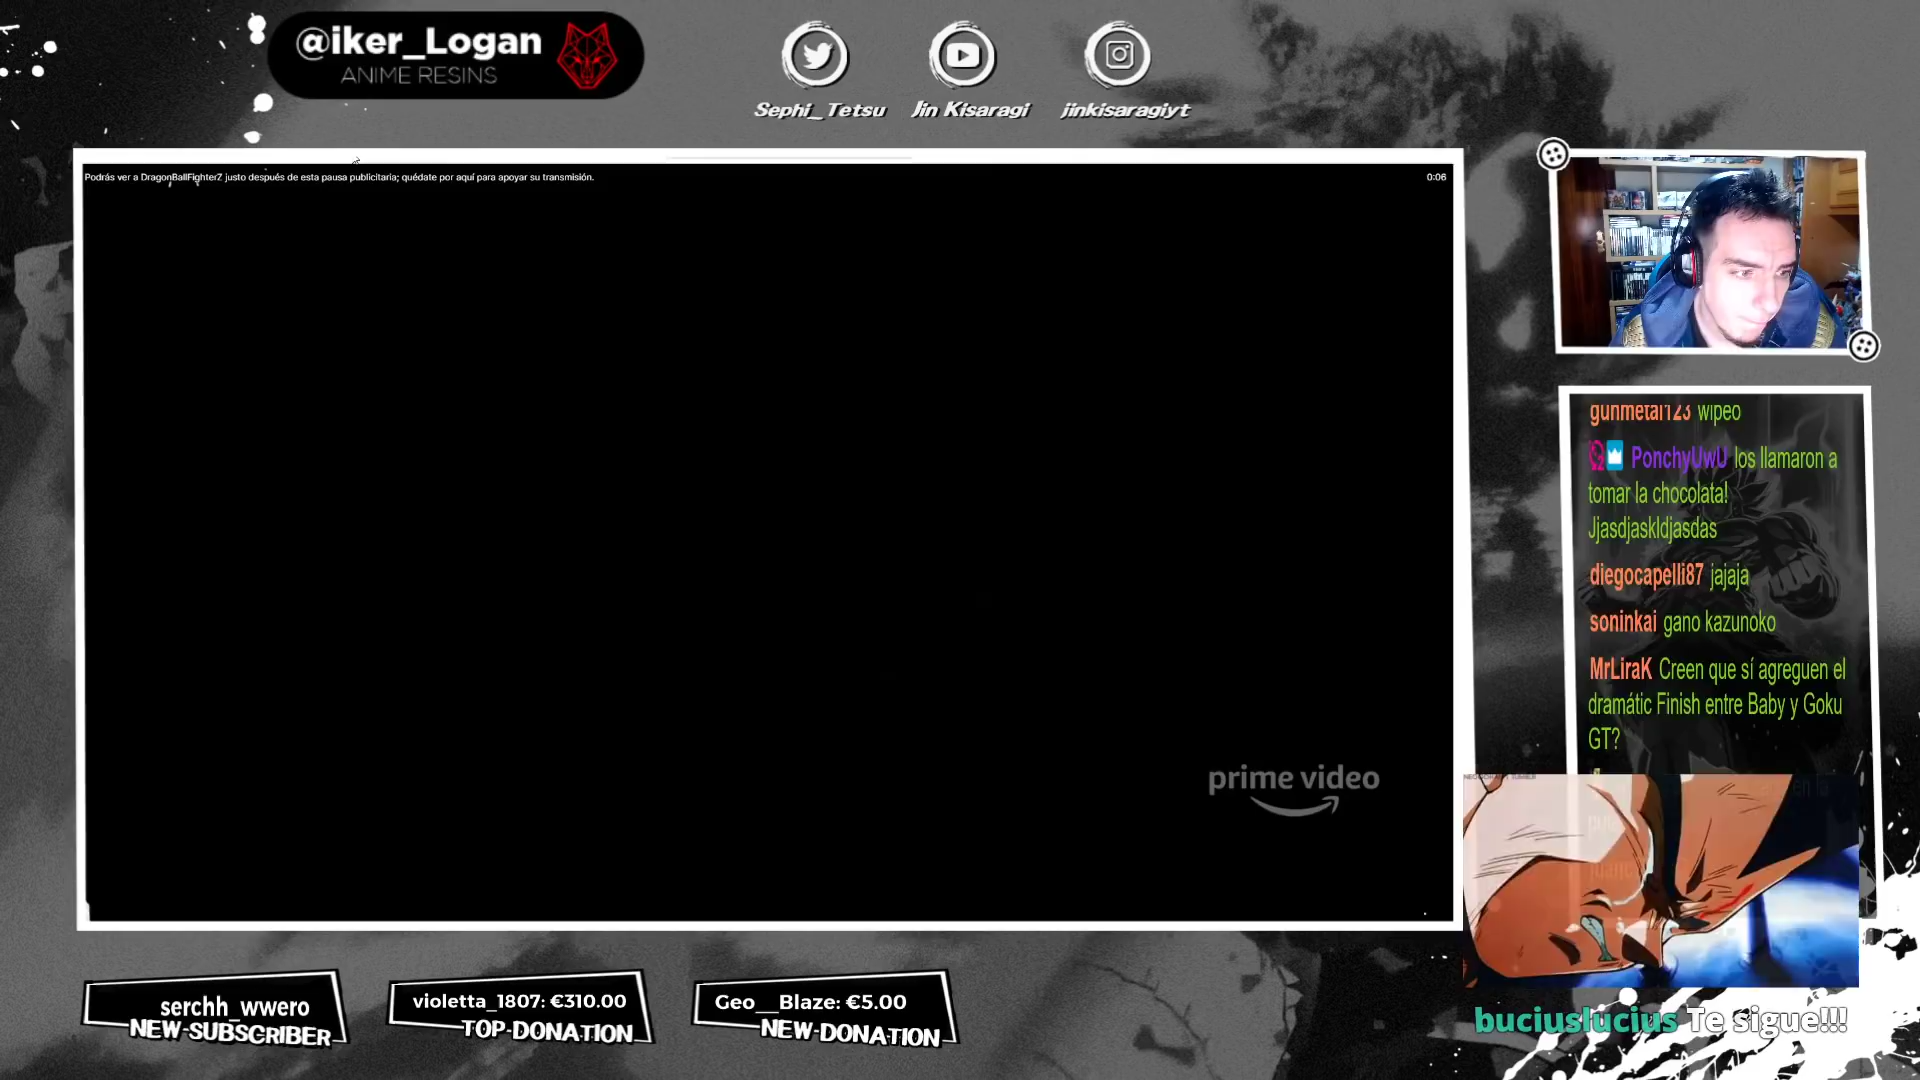 @iker_Logan
ANIME RESINS
Sephi_Tetsu
Jin Kisaragi
jinkisaragiyt
Podrás ver a DragonBallFighterZ justo después de esta pausa publicitaria; quédate por aquí para apoyar su transmisión.
0:06
gunmetal123 wipeo
PonchyUwU los llamaron a
tomar la chocolata!
Jjasdjaskldjasdas
diegocapelli87 jajaja
soninkai gano kazunoko
MrLiraK Creen que sí agreguen el
dramátic Finish entre Baby y Goku
GT?
prime video
serchh_wwero
NEW-SUBSCRIBER
violetta_1807: €310.00
TOP-DONATION
Geo__Blaze: €5.00
NEW-DONATION
buciuslucius Te sigue!!!